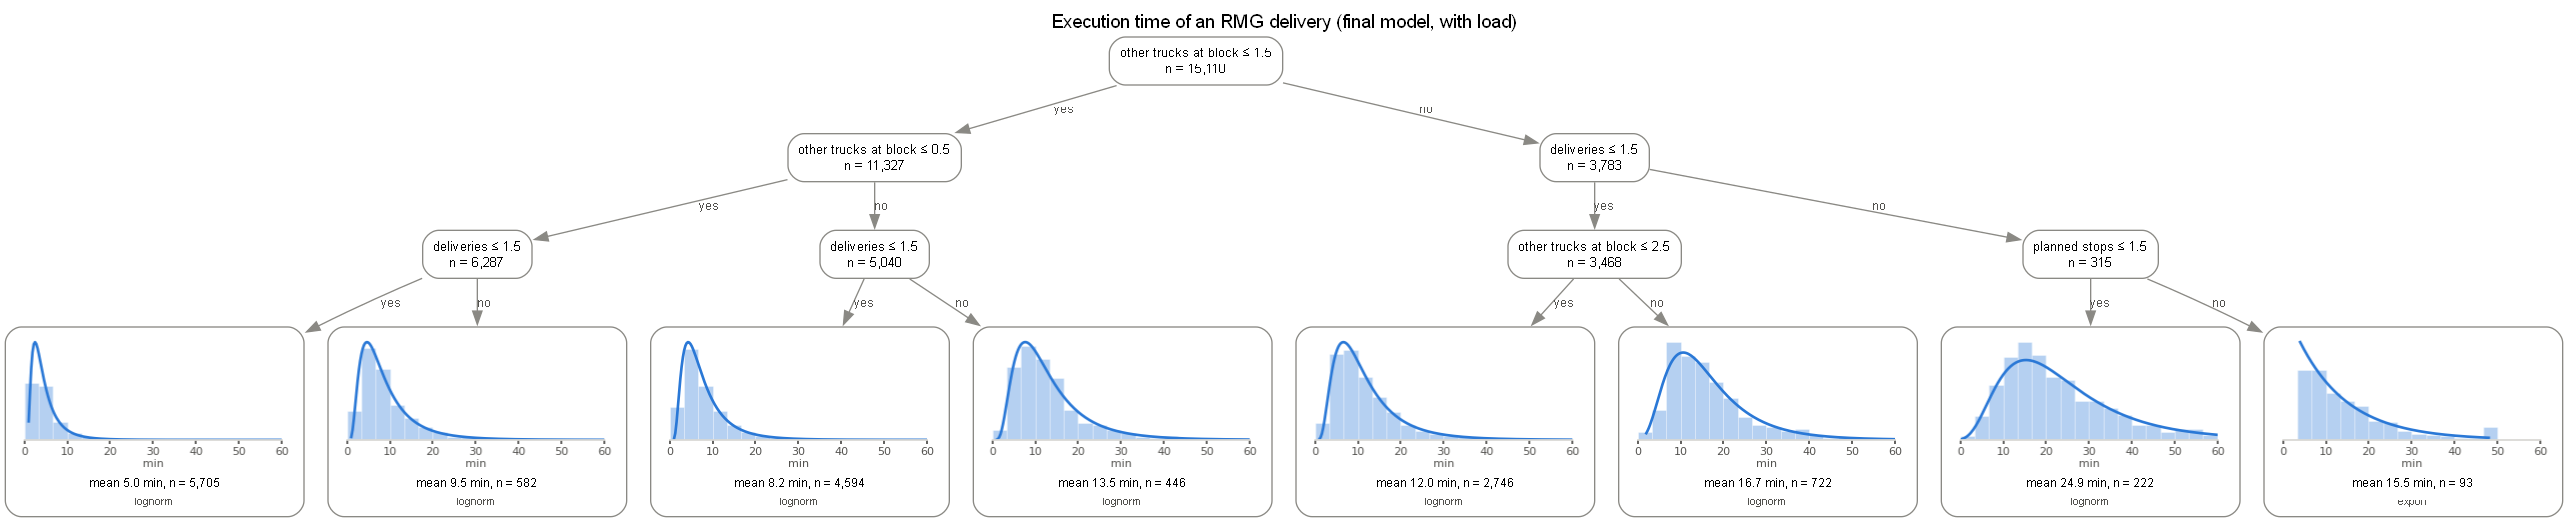 Execution time of an RMG delivery (final model, with load)
other trucks at block ≤ 1.5
n = 15,110
yes
no
other trucks at block ≤ 0.5
n = 11,327
deliveries ≤ 1.5
n = 3,783
yes
no
yes
no
deliveries ≤ 1.5
n = 6,287
deliveries ≤ 1.5
n = 5,040
other trucks at block ≤ 2.5
n = 3,468
planned stops ≤ 1.5
n = 315
yes
no
yes
no
yes
no
yes
no
0 10 20 30 40 50 60
min
mean 5.0 min, n = 5,705
lognorm
0 10 20 30 40 50 60
min
mean 9.5 min, n = 582
lognorm
0 10 20 30 40 50 60
min
mean 8.2 min, n = 4,594
lognorm
0 10 20 30 40 50 60
min
mean 13.5 min, n = 446
lognorm
0 10 20 30 40 50 60
min
mean 12.0 min, n = 2,746
lognorm
0 10 20 30 40 50 60
min
mean 16.7 min, n = 722
lognorm
0 10 20 30 40 50 60
min
mean 24.9 min, n = 222
lognorm
0 10 20 30 40 50 60
min
mean 15.5 min, n = 93
expon